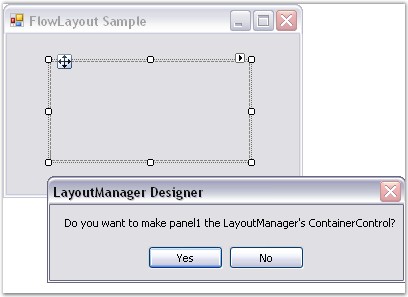 FlowLayout Sample
LayoutManager Designer
Do you want to make panel1 the LayoutManager's ContainerControl?
Yes No